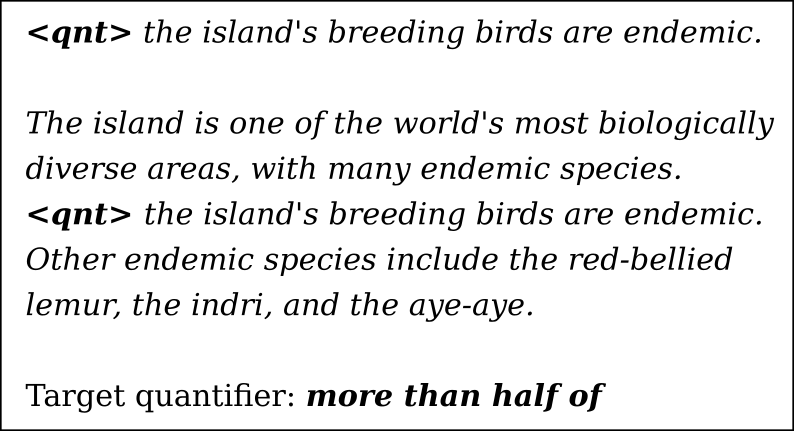 <qnt> the island's breeding birds are endemic.
The island is one of the world's most biologically
diverse areas, with many endemic species.
<qnt> the island's breeding birds are endemic.
Other endemic species include the red-bellied
lemur, the indri, and the aye-aye.
Target quantifier: more than half of